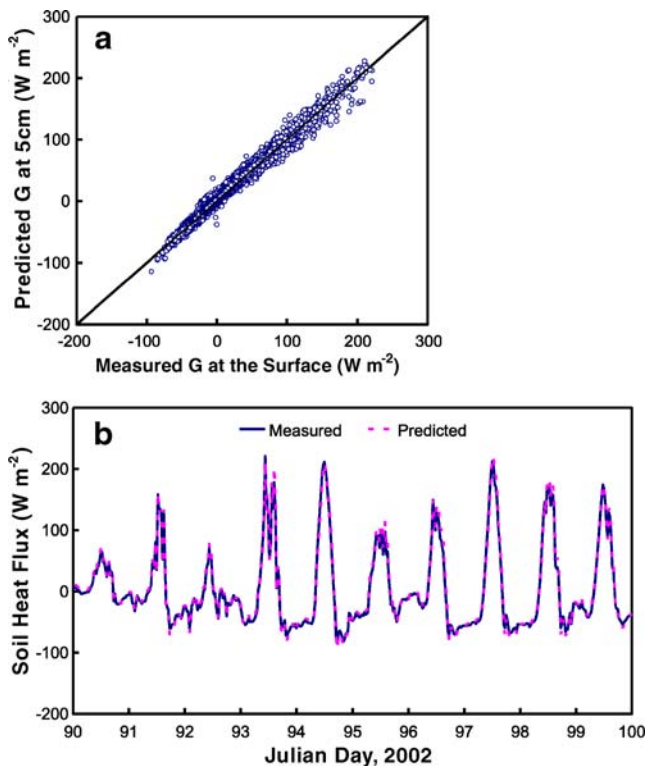 a
300
200
100
0
-100
-200
Predicted G at 5cm (W m⁻²)
-200 -100 0 100 200 300
Measured G at the Surface (W m⁻²)
b
Measured Predicted
300
200
100
0
-100
-200
Soil Heat Flux (W m⁻²)
90 91 92 93 94 95 96 97 98 99 100
Julian Day, 2002